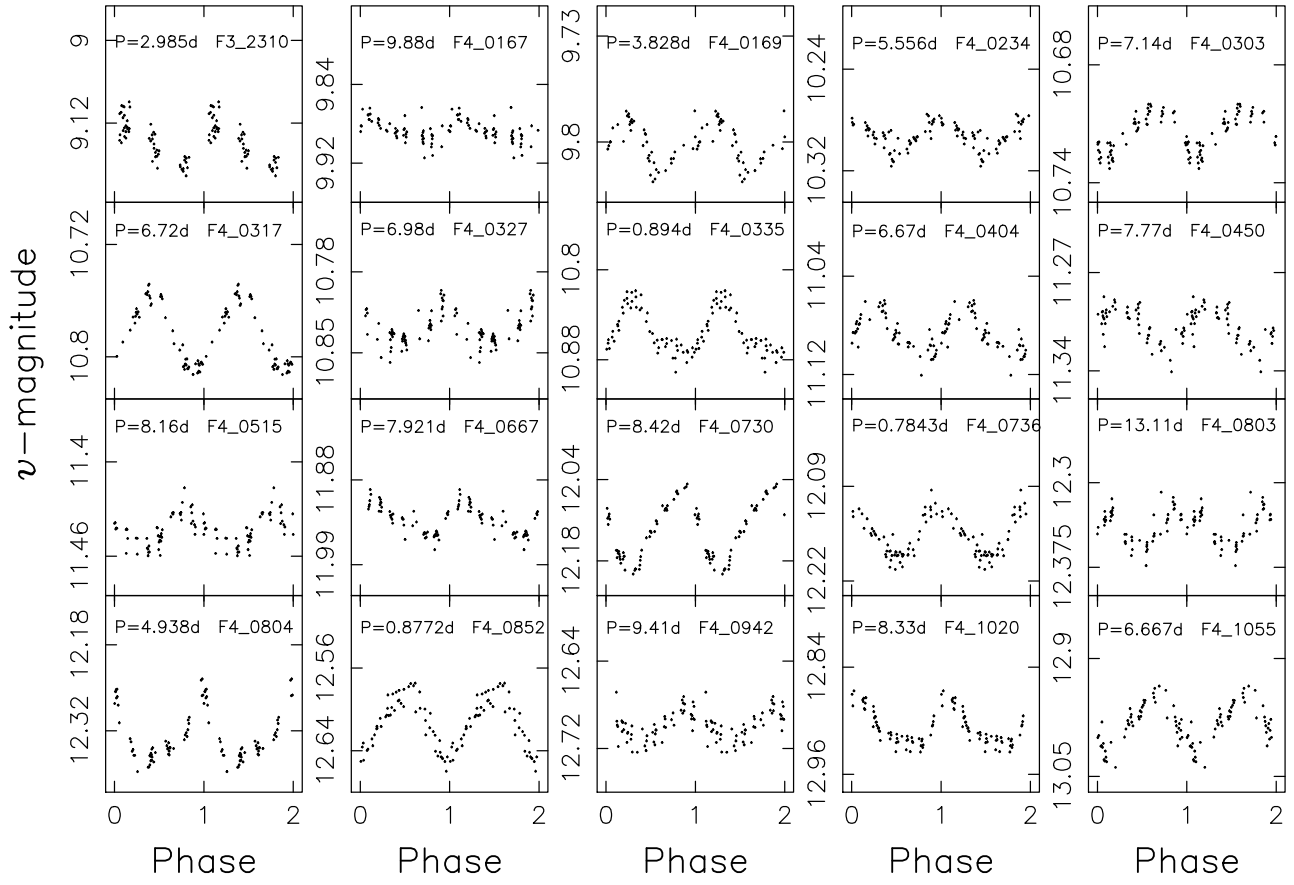 v-magnitude
9
9.12
P=2.985d F3_2310
9.84
9.92
P=9.88d F4_0167
9.73
9.8
P=3.828d F4_0169
10.24
10.32
P=5.556d F4_0234
10.68
10.74
P=7.14d F4_0303
10.72
10.8
P=6.72d F4_0317
10.78
10.85
P=6.98d F4_0327
10.8
10.88
P=0.894d F4_0335
11.04
11.12
P=6.67d F4_0404
11.27
11.34
P=7.77d F4_0450
11.4
11.46
P=8.16d F4_0515
11.88
11.99
P=7.921d F4_0667
12.04
12.18
P=8.42d F4_0730
12.09
12.22
P=0.7843d F4_0736
12.3
12.375
P=13.11d F4_0803
12.18
12.32
P=4.938d F4_0804
12.56
12.64
P=0.8772d F4_0852
12.64
12.72
P=9.41d F4_0942
12.84
12.96
P=8.33d F4_1020
12.9
13.05
P=6.667d F4_1055
0 1 2
0 1 2
0 1 2
0 1 2
0 1 2
Phase
Phase
Phase
Phase
Phase